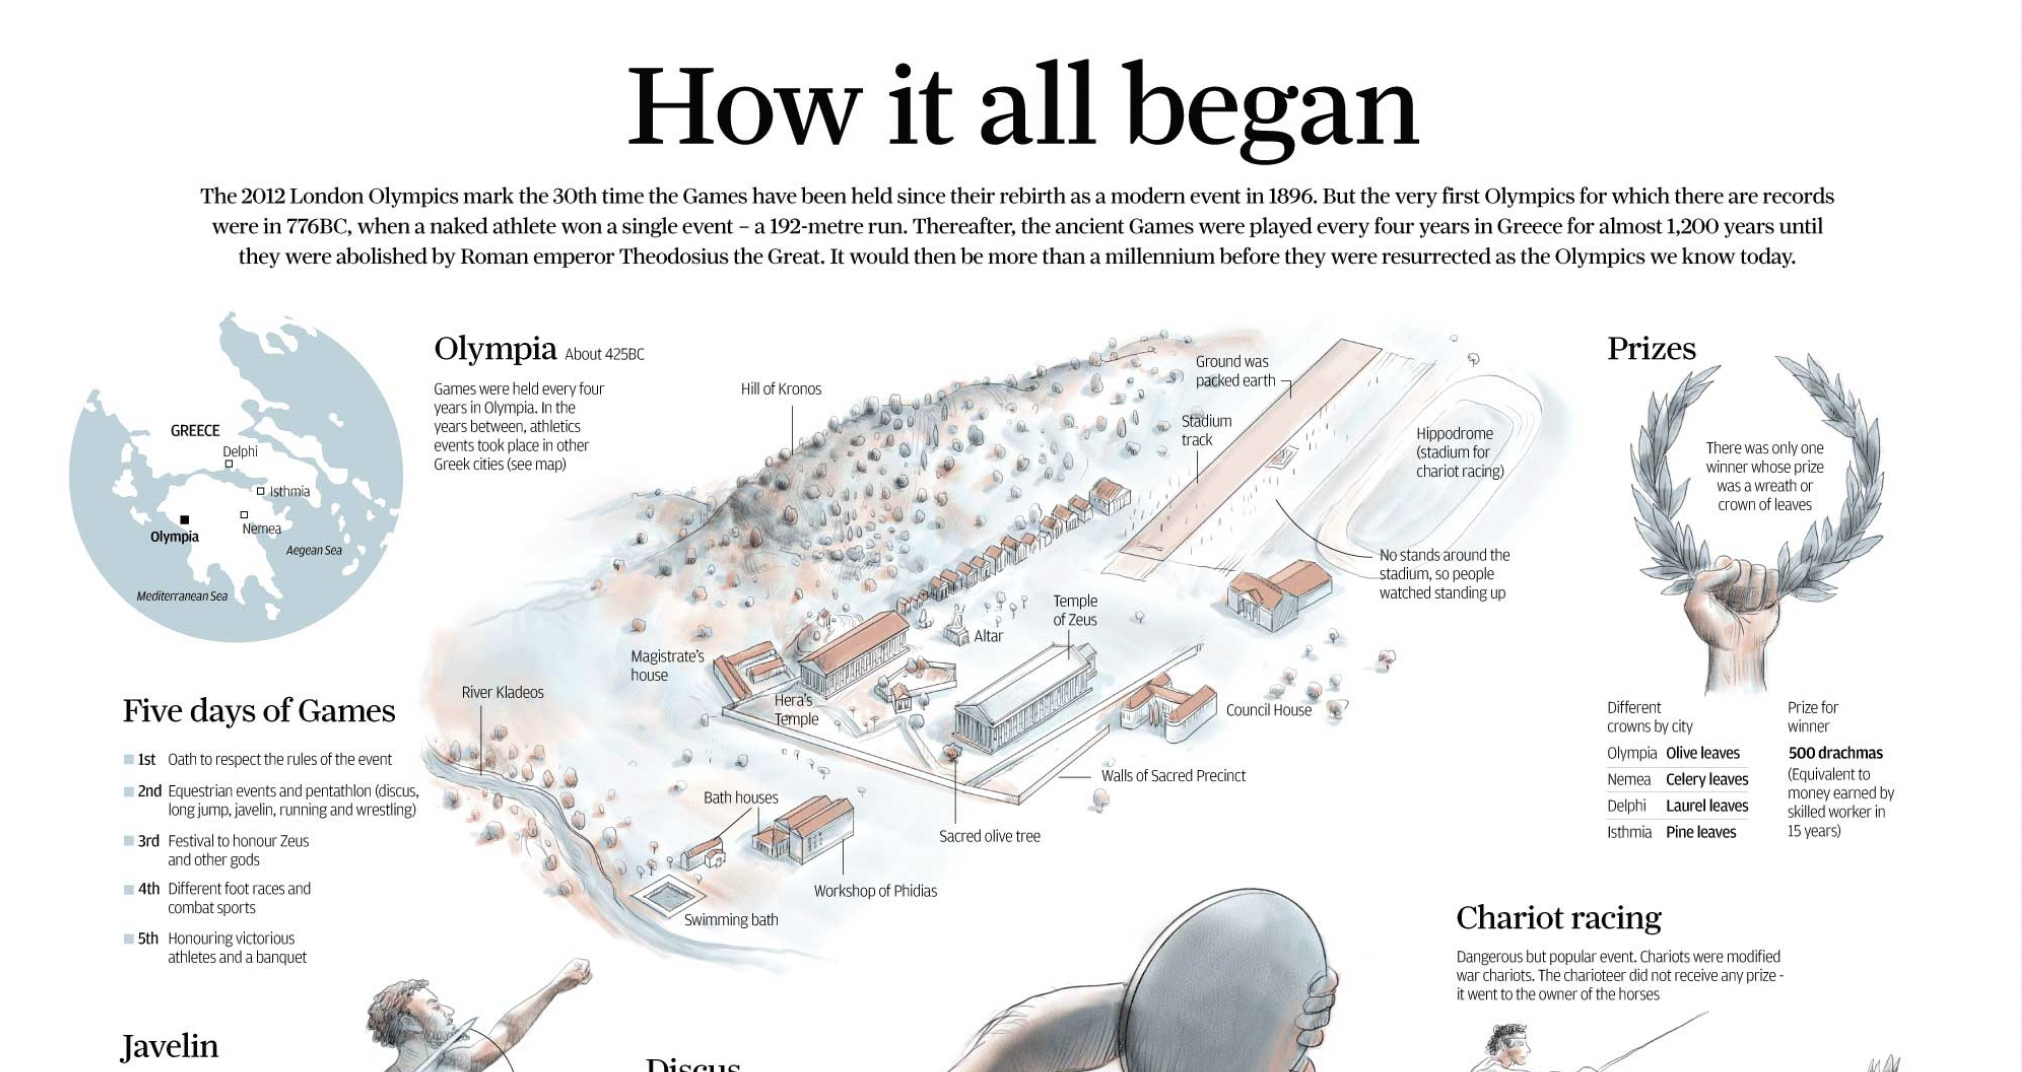 How it all began
The 2012 London Olympics mark the 30th time the Games have been held since their rebirth as a modern event in 1896. But the very first Olympics for which there are records
were in 776BC, when a naked athlete won a single event – a 192-metre run. Thereafter, the ancient Games were played every four years in Greece for almost 1,200 years until
they were abolished by Roman emperor Theodosius the Great. It would then be more than a millennium before they were resurrected as the Olympics we know today.
GREECE
Delphi
Isthmia
Nemea
Olympia
Aegean Sea
Mediterranean Sea
Olympia About 425BC
Games were held every four
years in Olympia. In the
years between, athletics
events took place in other
Greek cities (see map)
Hill of Kronos
Ground was
packed earth
Stadium
track
Hippodrome
(stadium for
chariot racing)
No stands around the
stadium, so people
watched standing up
Temple
of Zeus
Altar
Magistrate's
house
Hera's
Temple
River Kladeos
Council House
Walls of Sacred Precinct
Bath houses
Sacred olive tree
Workshop of Phidias
Swimming bath
Prizes
There was only one
winner whose prize
was a wreath or
crown of leaves
Different
crowns by city
Olympia Olive leaves
Nemea Celery leaves
Delphi Laurel leaves
Isthmia Pine leaves
Prize for
winner
500 drachmas
(Equivalent to
money earned by
skilled worker in
15 years)
Five days of Games
1st Oath to respect the rules of the event
2nd Equestrian events and pentathlon (discus,
long jump, javelin, running and wrestling)
3rd Festival to honour Zeus
and other gods
4th Different foot races and
combat sports
5th Honouring victorious
athletes and a banquet
Chariot racing
Dangerous but popular event. Chariots were modified
war chariots. The charioteer did not receive any prize -
it went to the owner of the horses
Javelin
Discus